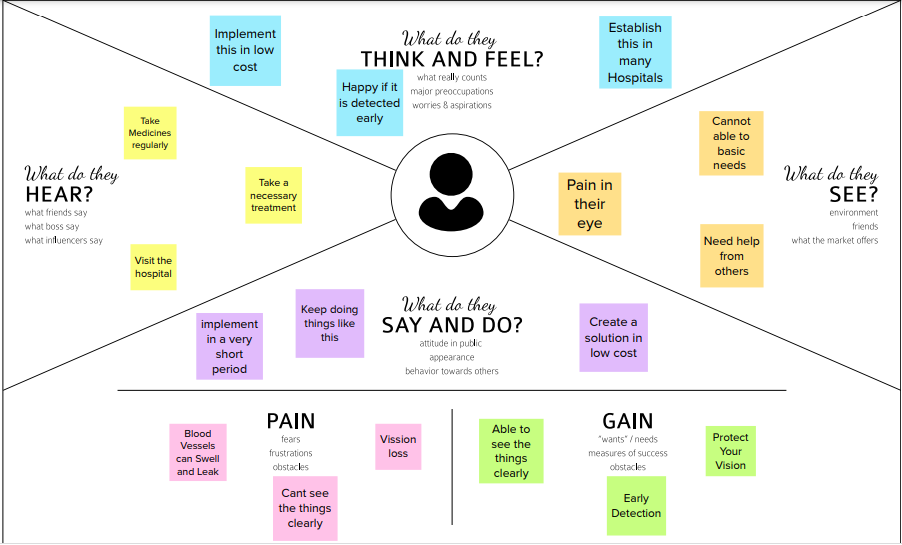 Implement
this in low
cost
What do they
THINK AND FEEL?
what really counts
major preoccupations
worries & aspirations
Happy if it
is detected
early
Establish
this in
many
Hospitals
What do they
HEAR?
what friends say
what boss say
what influencers say
Take
Medicines
regularly
Take a
necessary
treatment
Visit the
hospital
Pain in
their
eye
Cannot
able to
basic
needs
Need help
from
others
What do they
SEE?
environment
friends
what the market offers
implement
in a very
short
period
Keep doing
things like
this
What do they
SAY AND DO?
attitude in public
appearance
behavior towards others
Create a
solution in
low cost
PAIN
fears
frustrations
obstacles
Blood
Vessels
can Swell
and Leak
Vission
loss
Cant see
the things
clearly
GAIN
"wants" / needs
measures of success
obstacles
Able to
see the
things
clearly
Protect
Your
Vision
Early
Detection